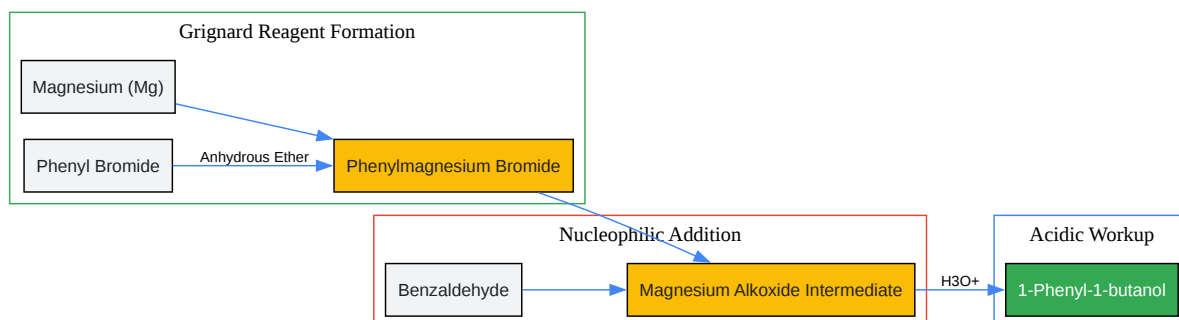 Grignard Reagent Formation
Magnesium (Mg)
Phenyl Bromide
Anhydrous Ether
Phenylmagnesium Bromide
Nucleophilic Addition
Benzaldehyde
Magnesium Alkoxide Intermediate
H3O+
Acidic Workup
1-Phenyl-1-butanol